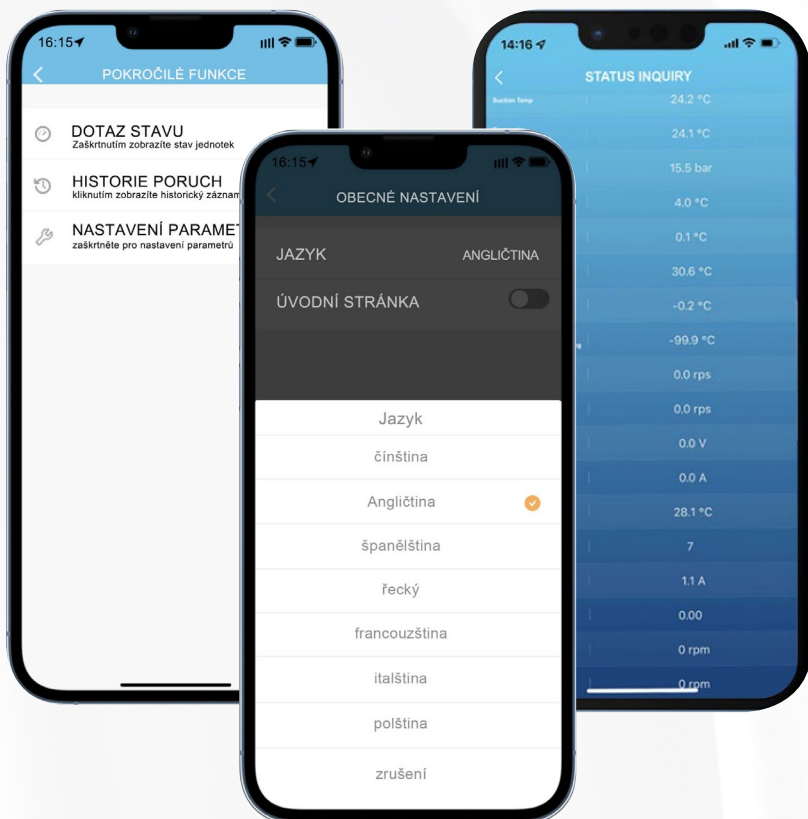 16:15
POKROČILÉ FUNKCE
DOTAZ STAVU
Zaškrtnutím zobrazíte stav jednotek
HISTORIE PORUCH
kliknutím zobrazíte historický záznam
NASTAVENÍ PARAMET
zaškrtněte pro nastavení parametrů
16:15
OBECNÉ NASTAVENÍ
JAZYK ANGLIČTINA
ÚVODNÍ STRÁNKA
Jazyk
čínština
Angličtina
španělština
řecký
francouzština
italština
polština
zrušení
14:16
STATUS INQUIRY
Suction Temp 24.2 °C
24.1 °C
15.5 bar
4.0 °C
0.1 °C
30.6 °C
-0.2 °C
-99.9 °C
0.0 rps
0.0 rps
0.0 V
0.0 A
28.1 °C
7
1.1 A
0.00
0 rpm
0 rpm